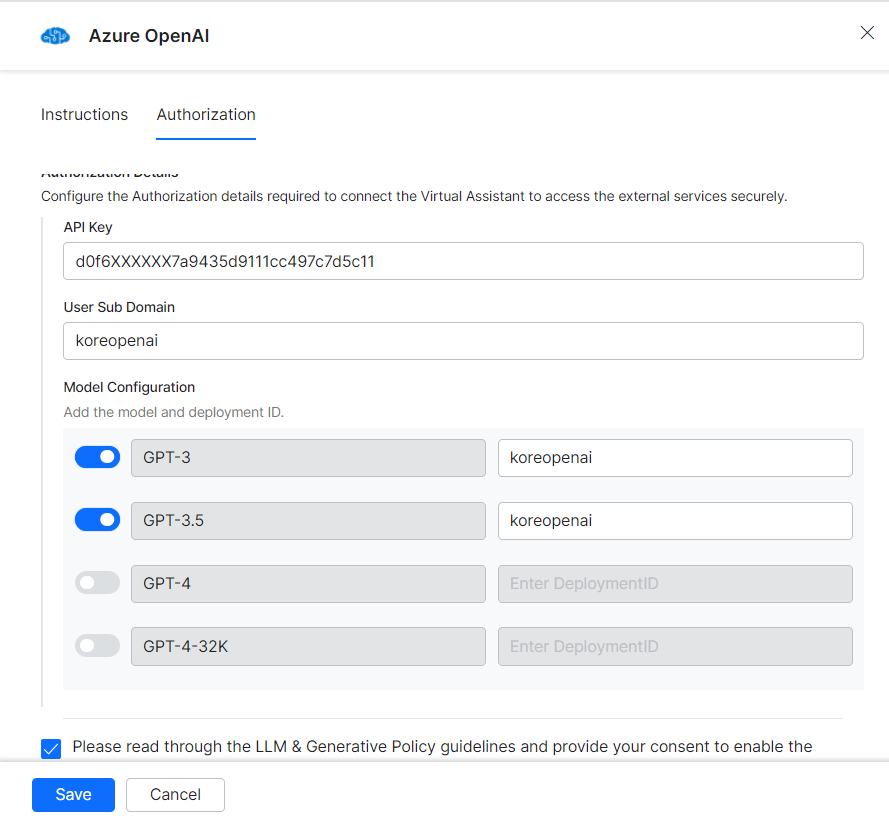 Azure OpenAI
Instructions
Authorization
Authorization Details
Configure the Authorization details required to connect the Virtual Assistant to access the external services securely.
API Key
d0f6XXXXXX7a9435d9111cc497c7d5c11
User Sub Domain
koreopenai
Model Configuration
Add the model and deployment ID.
GPT-3
koreopenai
GPT-3.5
koreopenai
GPT-4
Enter DeploymentID
GPT-4-32K
Enter DeploymentID
Please read through the LLM & Generative Policy guidelines and provide your consent to enable the
Save
Cancel